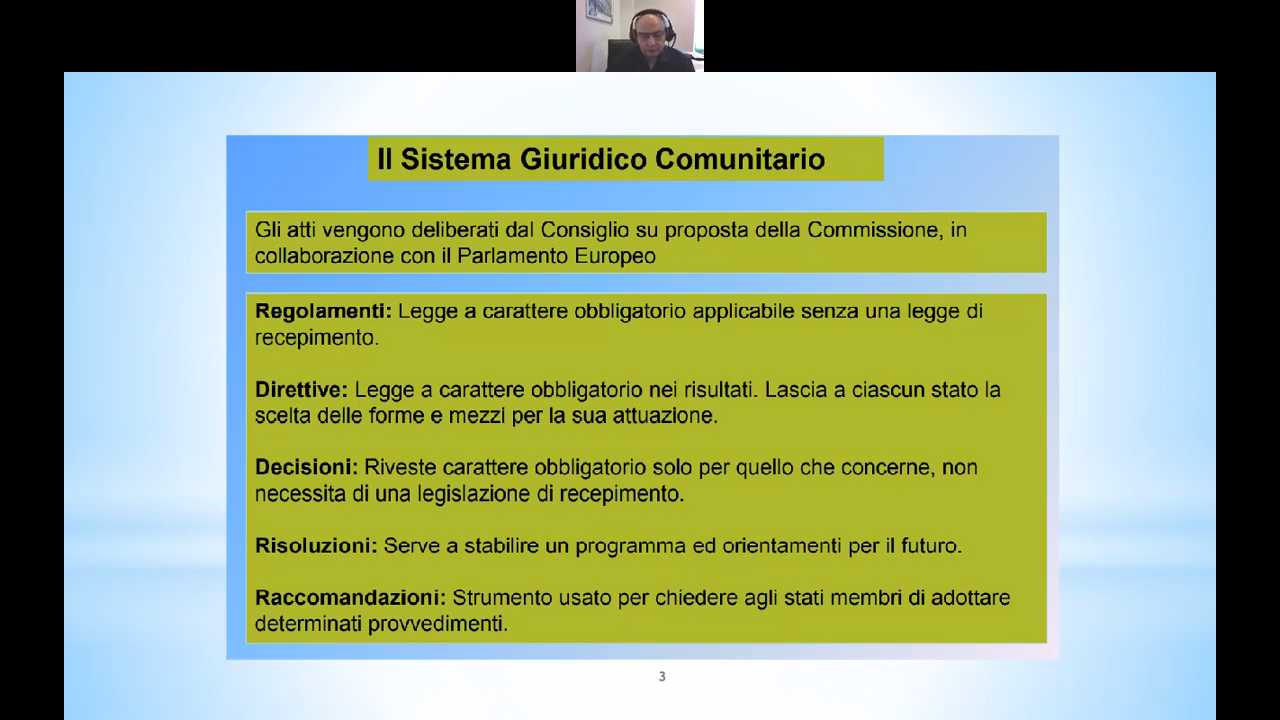 Il Sistema Giuridico Comunitario
Gli atti vengono deliberati dal Consiglio su proposta della Commissione, in
collaborazione con il Parlamento Europeo
Regolamenti: Legge a carattere obbligatorio applicabile senza una legge di
recepimento.
Direttive: Legge a carattere obbligatorio nei risultati. Lascia a ciascun stato la
scelta delle forme e mezzi per la sua attuazione.
Decisioni: Riveste carattere obbligatorio solo per quello che concerne, non
necessita di una legislazione di recepimento.
Risoluzioni: Serve a stabilire un programma ed orientamenti per il futuro.
Raccomandazioni: Strumento usato per chiedere agli stati membri di adottare
determinati provvedimenti.
3